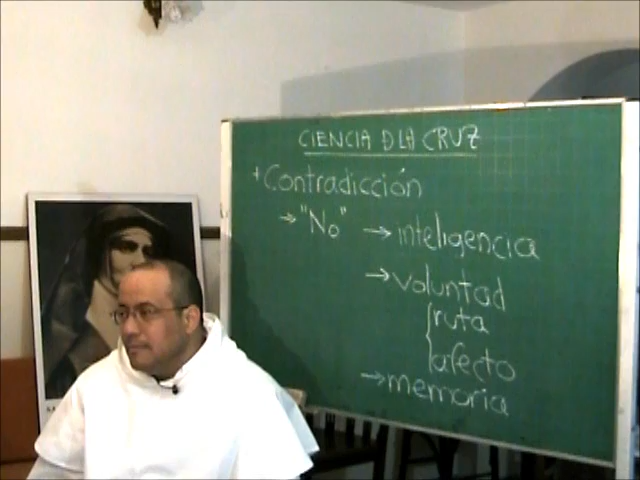 CIENCIA D LA CRUZ
+ Contradicción
→ "No" → inteligencia
→ voluntad
ruta
afecto
→ memoria